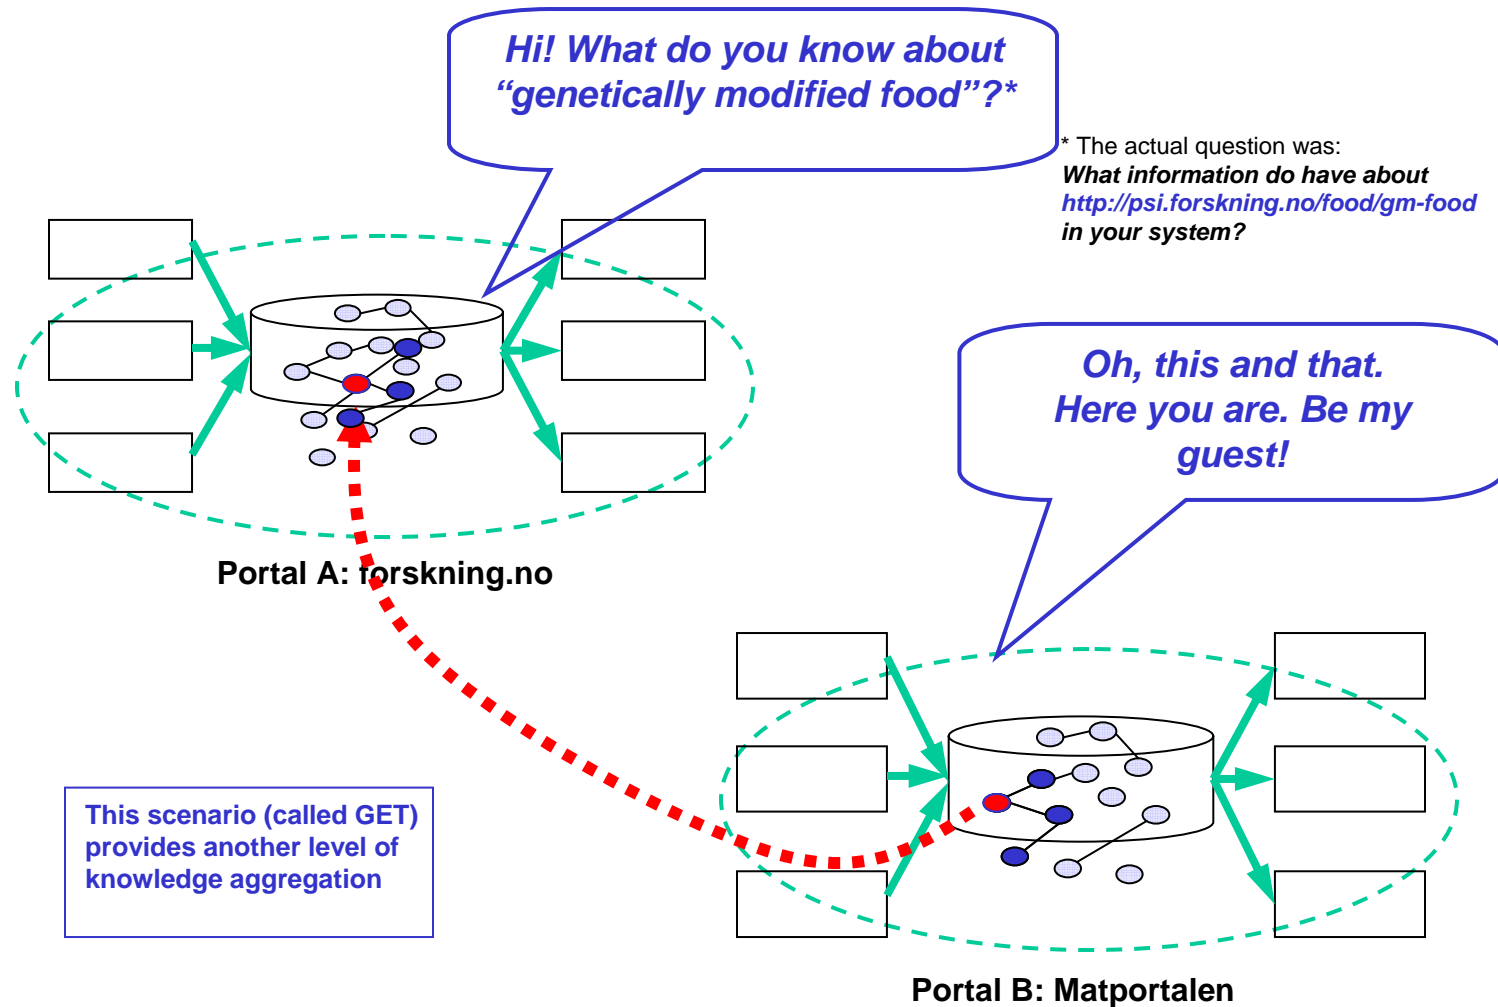 Hi! What do you know about
“genetically modified food”?*
* The actual question was:
What information do have about
http://psi.forskning.no/food/gm-food
in your system?
Oh, this and that.
Here you are. Be my
guest!
Portal A: forskning.no
This scenario (called GET)
provides another level of
knowledge aggregation
Portal B: Matportalen